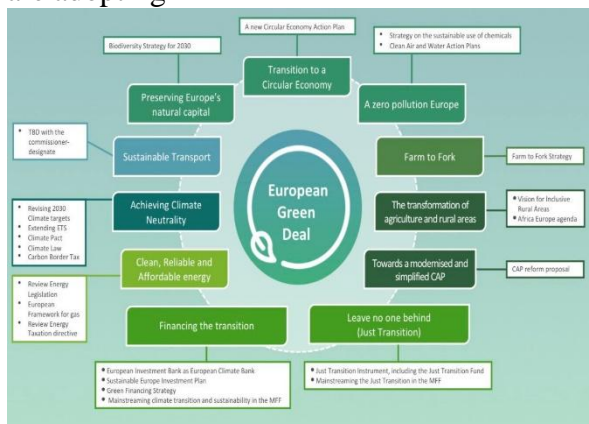 are adopting
A new Circular Economy Action Plan
Strategy on the sustainable use of chemicals
Clean Air and Water Action Plans
Biodiversity Strategy for 2030
Transition to a
Circular Economy
Preserving Europe's
natural capital
A zero pollution Europe
TBD with the
commissioner-
designate
Sustainable Transport
Farm to Fork
Farm to Fork Strategy
European
Green
Deal
Achieving Climate
Neutrality
Revising 2030
Climate targets
Extending ETS
Climate Pact
Climate Law
Carbon Border Tax
The transformation of
agriculture and rural areas
Vision for Inclusive
Rural Areas
Africa Europe agenda
Clean, Reliable and
Affordable energy
Review Energy
Legislation
European
Framework for gas
Review Energy
Taxation directive
Towards a modernised and
simplified CAP
CAP reform proposal
Financing the transition
Leave no one behind
(Just Transition)
European Investment Bank as European Climate Bank
Sustainable Europe Investment Plan
Green Financing Strategy
Mainstreaming climate transition and sustainability in the MFF
Just Transition Instrument, including the Just Transition Fund
Mainstreaming the Just Transition in the MFF